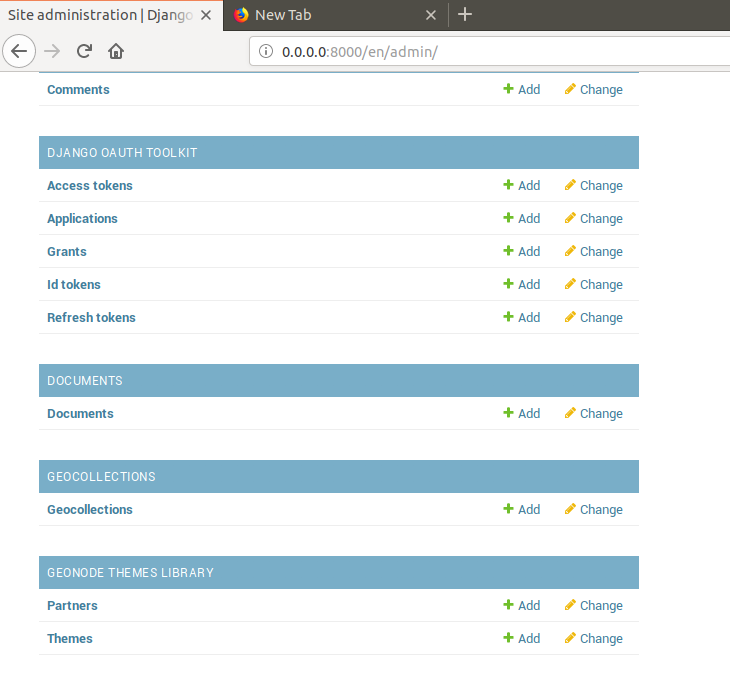 Site administration | Django
New Tab
0.0.0.0:8000/en/admin/
Comments Add Change
DJANGO OAUTH TOOLKIT
Access tokens Add Change
Applications Add Change
Grants Add Change
Id tokens Add Change
Refresh tokens Add Change
DOCUMENTS
Documents Add Change
GEOCOLLECTIONS
Geocollections Add Change
GEONODE THEMES LIBRARY
Partners Add Change
Themes Add Change